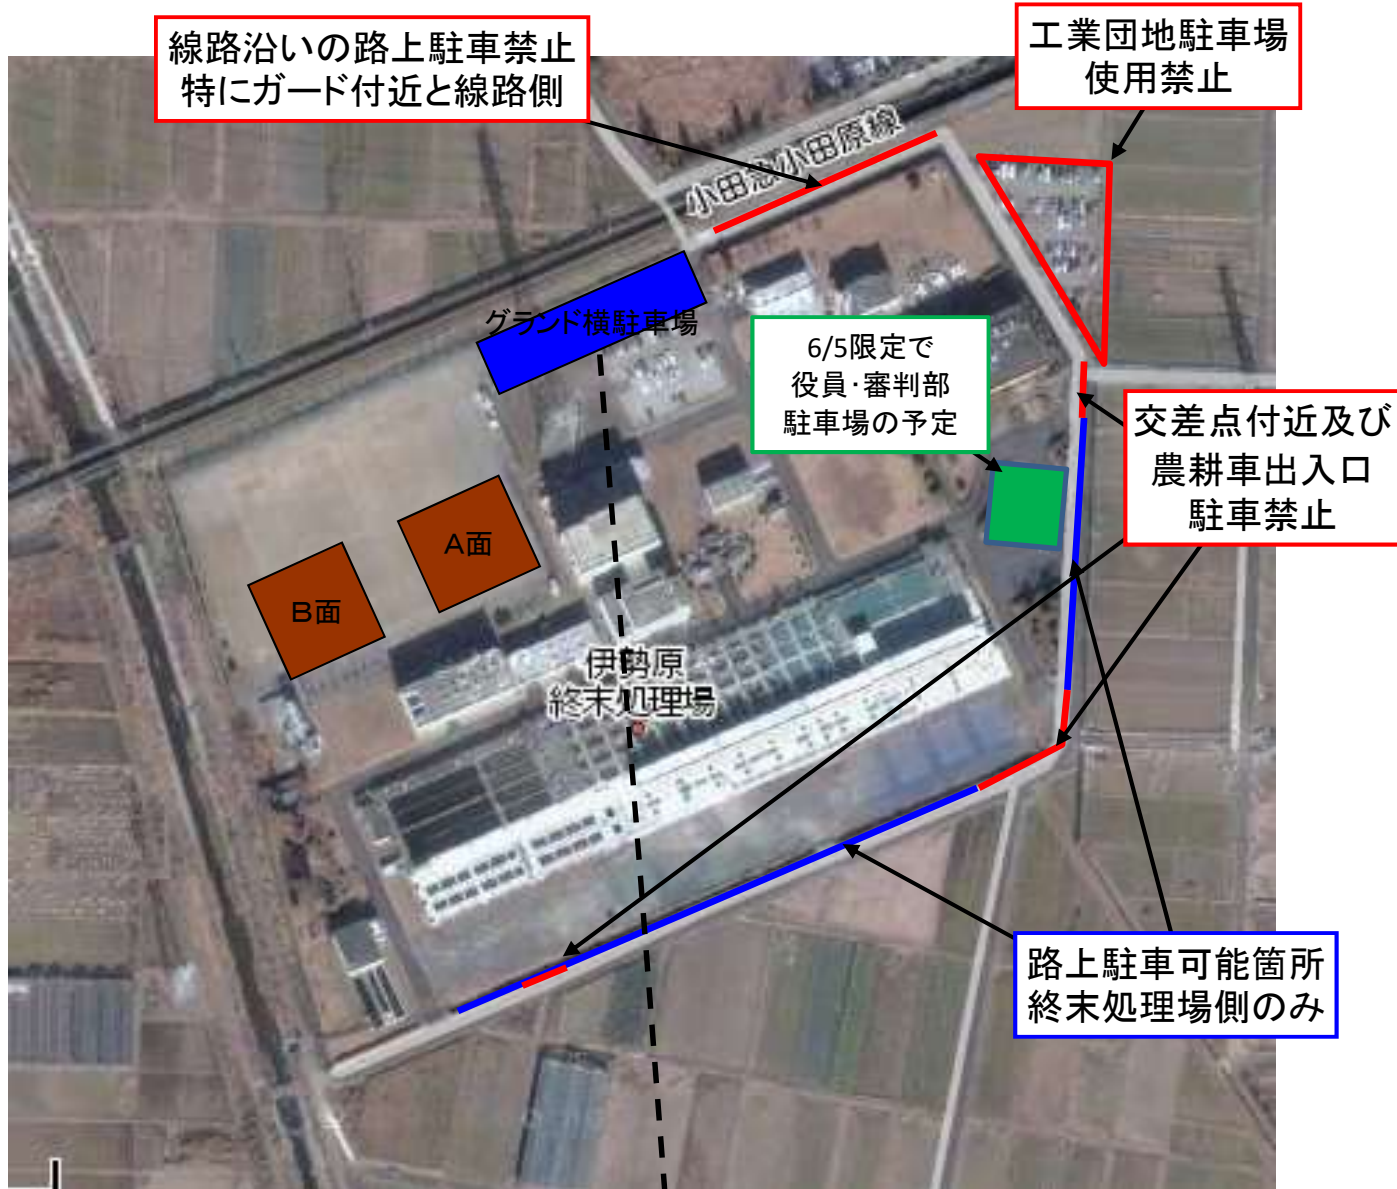 線路沿いの路上駐車禁止
特にガード付近と線路側
工業団地駐車場
使用禁止
小田急小田原線
グランド横駐車場
6/5限定で
役員・審判部
駐車場の予定
交差点付近及び
農耕車出入口
駐車禁止
A面
B面
伊勢原
終末処理場
路上駐車可能箇所
終末処理場側のみ